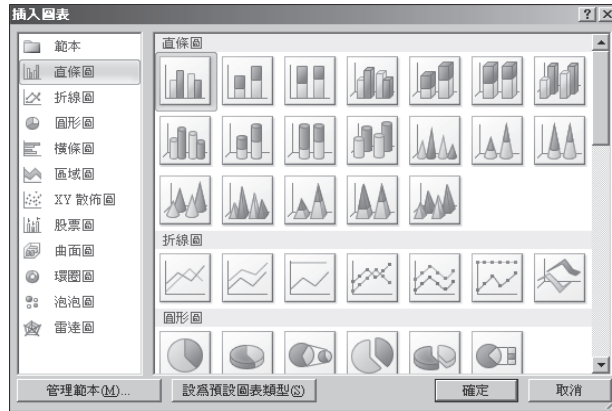 插入圖表
範本
直條圖
折線圖
圓形圖
橫條圖
區域圖
XY 散佈圖
股票圖
曲面圖
環圈圖
泡泡圖
雷達圖
直條圖
折線圖
圓形圖
管理範本(M)...
設為預設圖表類型(S)
確定
取消